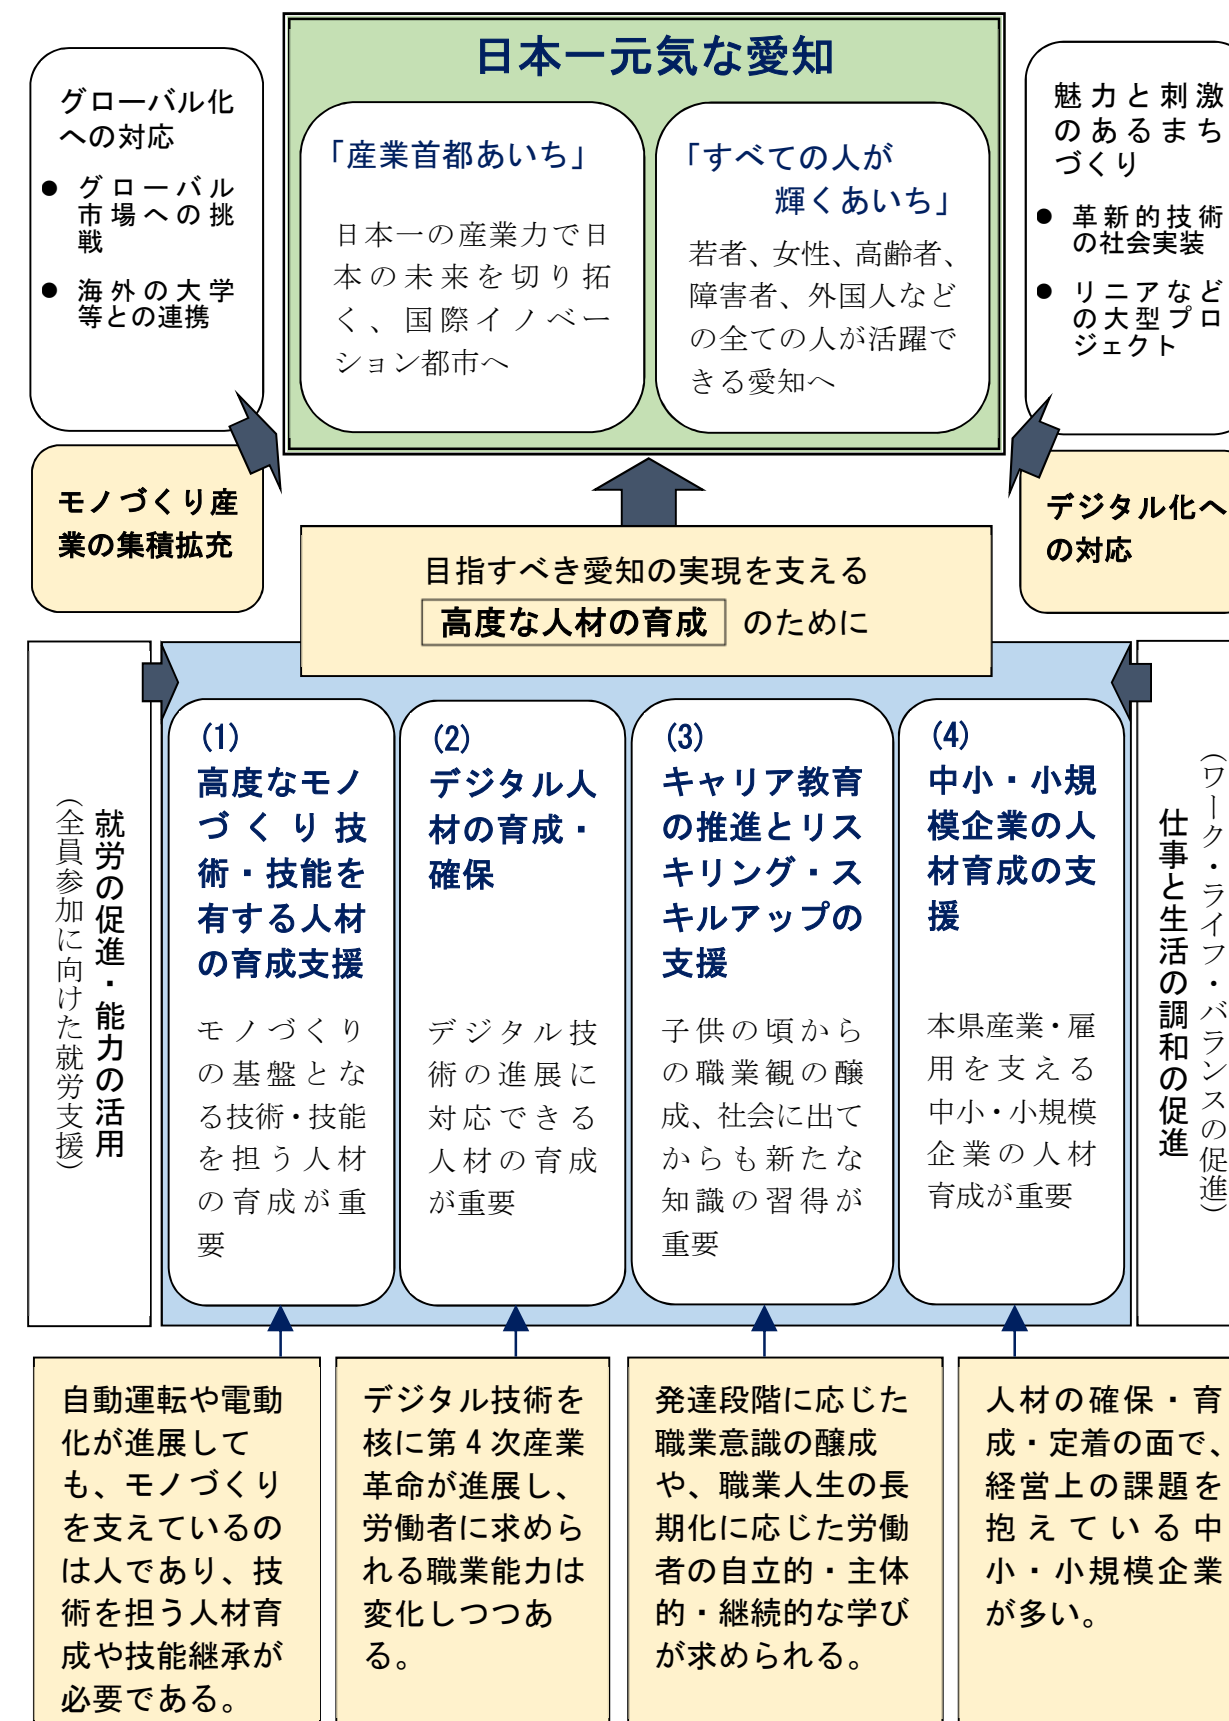 日本一元気な愛知
グローバル化
への対応
● グローバル
市場への挑
戦
● 海外の大学
等との連携
「産業首都あいち」
日本一の産業力で日
本の未来を切り拓
く、国際イノベー
ション都市へ
「すべての人が
輝くあいち」
若者、女性、高齢者、
障害者、外国人など
の全ての人が活躍で
きる愛知へ
魅力と刺激
のあるまち
づくり
● 革新的技術
の社会実装
● リニアなど
の大型プロ
ジェクト
モノづくり産
業の集積拡充
デジタル化へ
の対応
目指すべき愛知の実現を支える
高度な人材の育成 のために
就労の促進・能力の活用
（全員参加に向けた就労支援）
(1)
高度なモノ
づくり技
術・技能を
有する人材
の育成支援
モノづくり
の基盤とな
る技術・技能
を担う人材
の育成が重
要
(2)
デジタル人
材の育成・
確保
デジタル技
術の進展に
対応できる
人材の育成
が重要
(3)
キャリア教育
の推進とリス
キリング・ス
キルアップの
支援
子供の頃から
の職業観の醸
成、社会に出て
からも新たな
知識の習得が
重要
(4)
中小・小規
模企業の人
材育成の支
援
本県産業・雇
用を支える
中小・小規模
企業の人材
育成が重要
（ワーク・ライフ・バランスの促進）
仕事と生活の調和の促進
自動運転や電動
化が進展して
も、モノづくり
を支えているの
は人であり、技
術を担う人材育
成や技能継承が
必要である。
デジタル技術を
核に第４次産業
革命が進展し、
労働者に求めら
れる職業能力は
変化しつつあ
る。
発達段階に応じた
職業意識の醸成
や、職業人生の長
期化に応じた労働
者の自立的・主体
的・継続的な学び
が求められる。
人材の確保・育
成・定着の面で、
経営上の課題を
抱えている中
小・小規模企業
が多い。